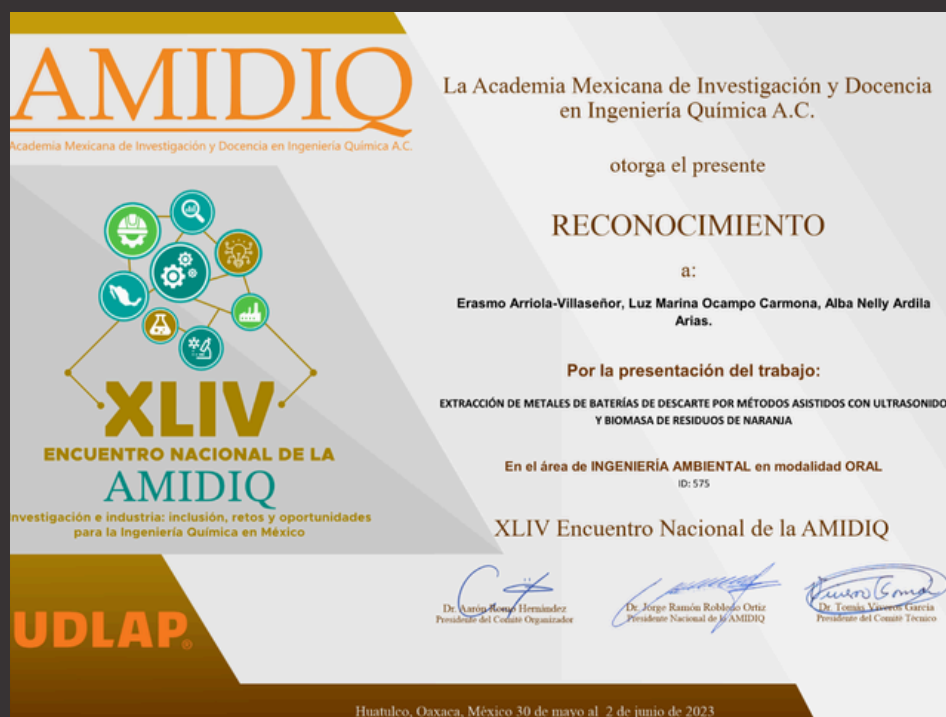 AMIDIQ
Academia Mexicana de Investigación y Docencia en Ingeniería Química A.C.
XLIV
ENCUENTRO NACIONAL DE LA
AMIDIQ
Investigación e industria: inclusión, retos y oportunidades
para la Ingeniería Química en México
UDLAP®
La Academia Mexicana de Investigación y Docencia
en Ingeniería Química A.C.
otorga el presente
RECONOCIMIENTO
a:
Erasmo Arriola-Villaseñor, Luz Marina Ocampo Carmona, Alba Nelly Ardila
Arias.
Por la presentación del trabajo:
EXTRACCIÓN DE METALES DE BATERÍAS DE DESCARTE POR MÉTODOS ASISTIDOS CON ULTRASONIDO
Y BIOMASA DE RESIDUOS DE NARANJA
En el área de INGENIERÍA AMBIENTAL en modalidad ORAL
ID: 575
XLIV Encuentro Nacional de la AMIDIQ
Dr. Aarón Romo Hernández
Presidente del Comité Organizador
Dr. Jorge Ramón Robledo Ortiz
Presidente Nacional de la AMIDIQ
Dr. Tomás Viveros García
Presidente del Comité Técnico
Huatulco, Oaxaca, México 30 de mayo al 2 de junio de 2023